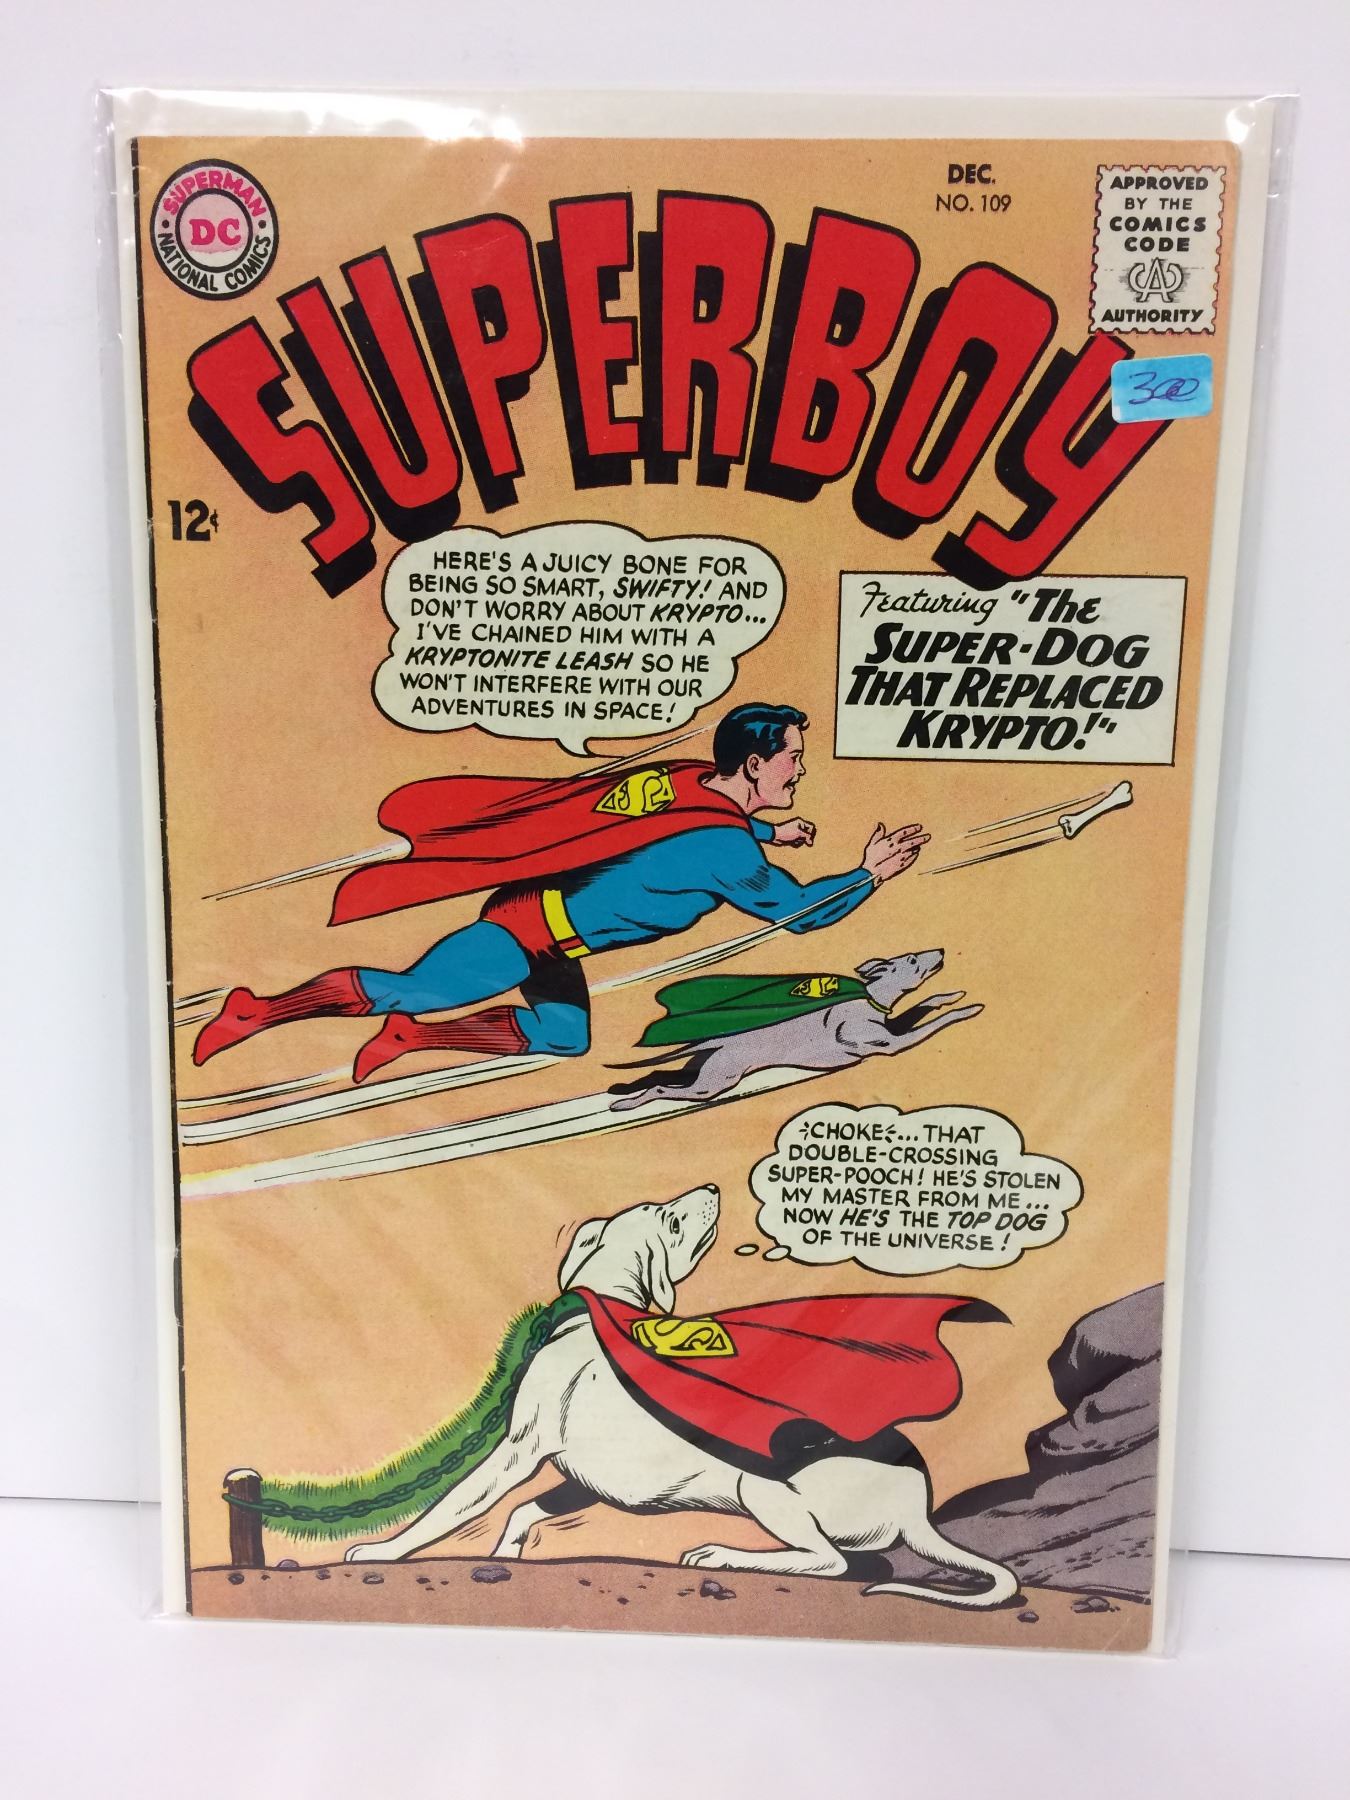 SUPERMAN
DC
NATIONAL COMICS
DEC.
NO. 109
APPROVED
BY THE
COMICS
CODE
AUTHORITY
SUPERBOY
12¢
HERE'S A JUICY BONE FOR
BEING SO SMART, SWIFTY! AND
DON'T WORRY ABOUT KRYPTO...
I'VE CHAINED HIM WITH A
KRYPTONITE LEASH SO HE
WON'T INTERFERE WITH OUR
ADVENTURES IN SPACE!
Featuring "The
SUPER-DOG
THAT REPLACED
KRYPTO!"
CHOKE...THAT
DOUBLE-CROSSING
SUPER-POOCH! HE'S STOLEN
MY MASTER FROM ME...
NOW HE'S THE TOP DOG
OF THE UNIVERSE!